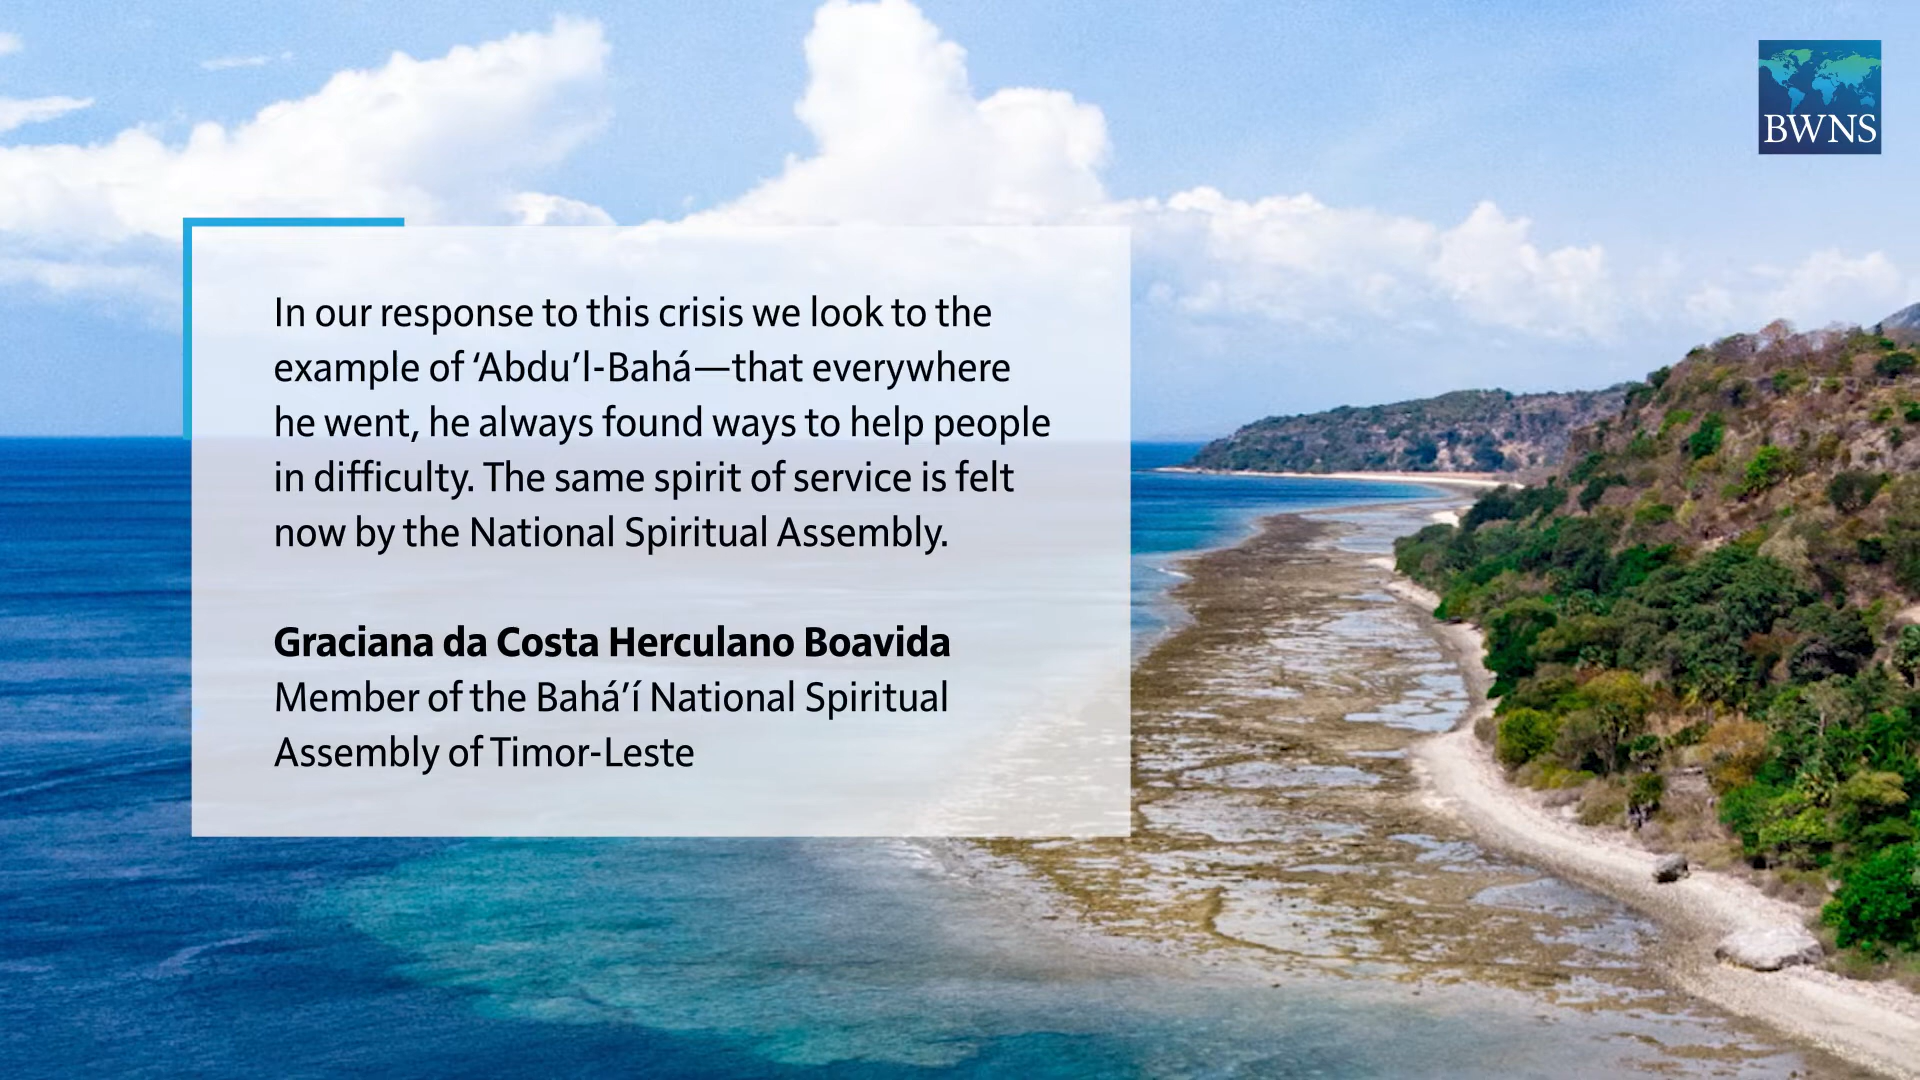 BWNS
In our response to this crisis we look to the
example of ‘Abdu’l-Bahá—that everywhere
he went, he always found ways to help people
in difficulty. The same spirit of service is felt
now by the National Spiritual Assembly.
Graciana da Costa Herculano Boavida
Member of the Bahá’í National Spiritual
Assembly of Timor-Leste